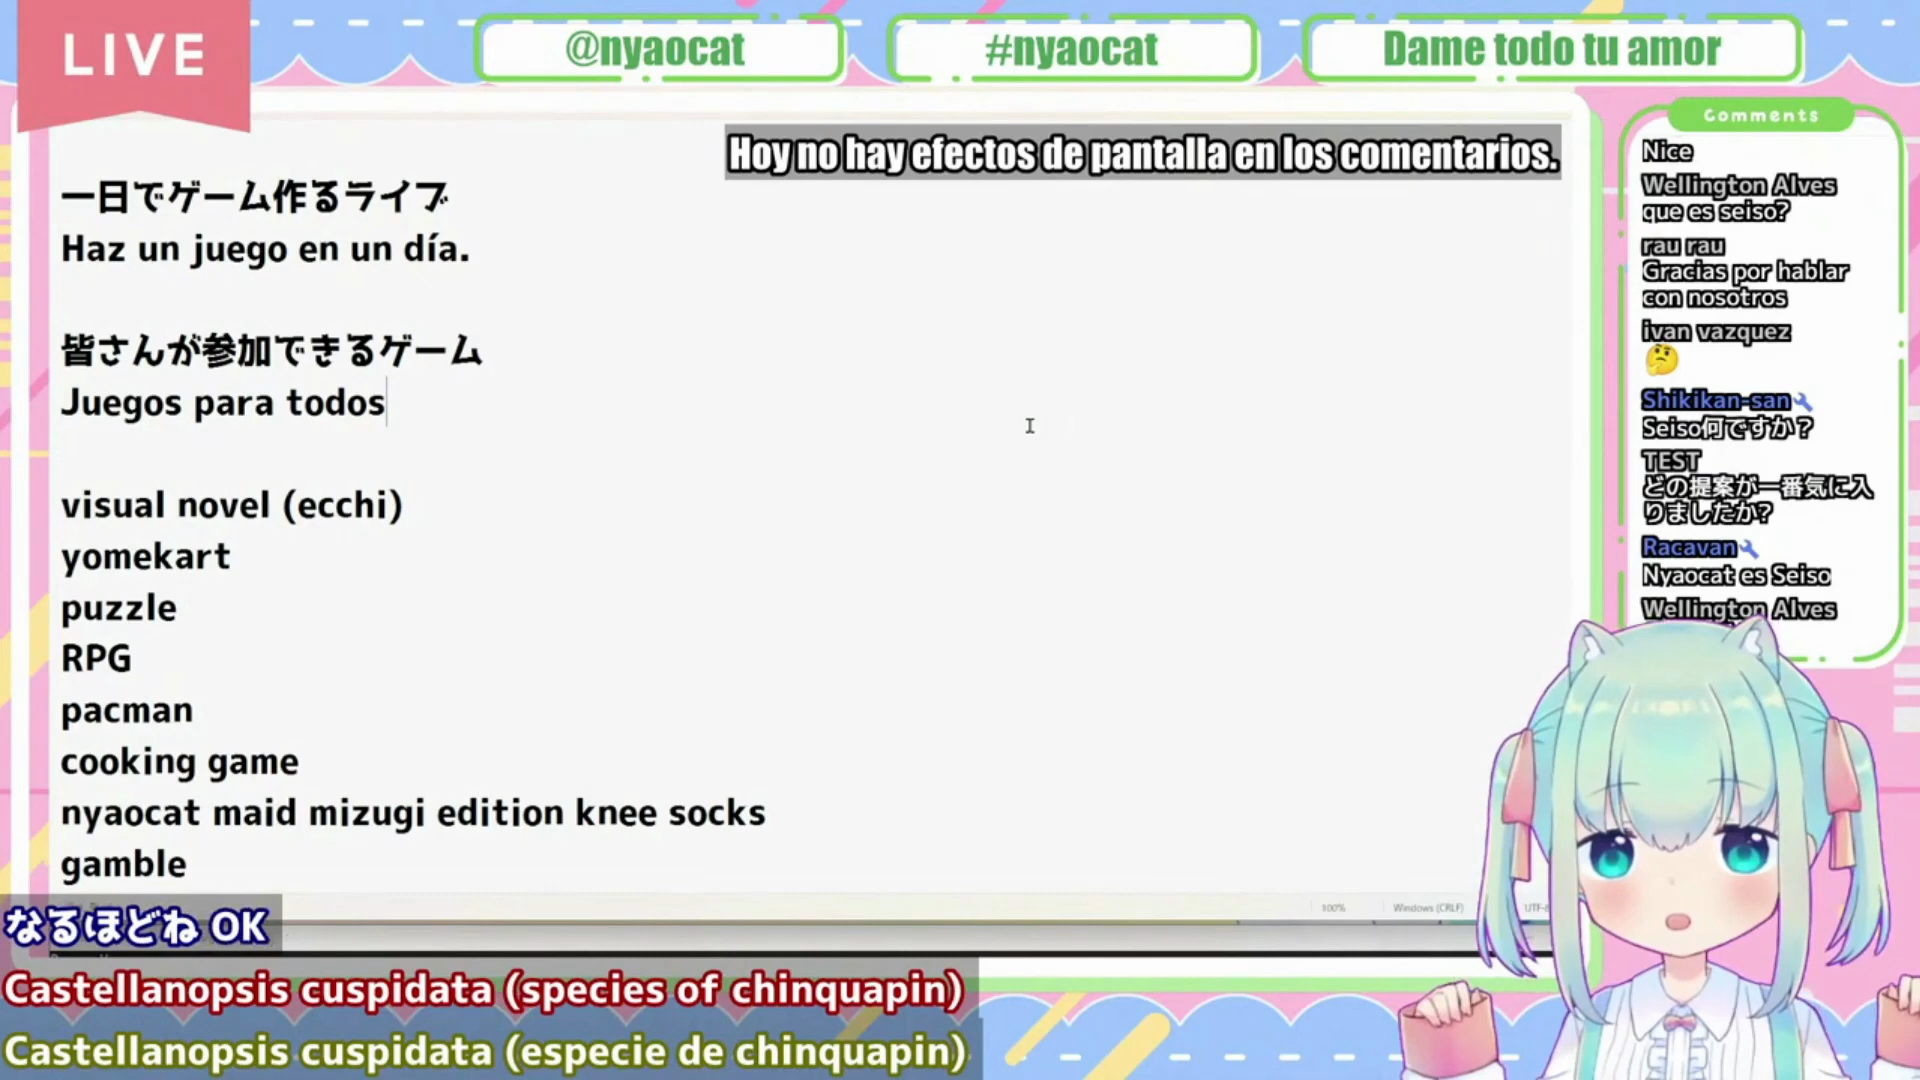 LIVE
@nyaocat
#nyaocat
Dame todo tu amor
Hoy no hay efectos de pantalla en los comentarios.
一日でゲーム作るライブ
Haz un juego en un día.
皆さんが参加できるゲーム
Juegos para todos
visual novel (ecchi)
yomekart
puzzle
RPG
pacman
cooking game
nyaocat maid mizugi edition knee socks
gamble
100%
Windows (CRLF)
Comments
Nice
Wellington Alves
que es seiso?
rau rau
Gracias por hablar
con nosotros
ivan vazquez
🤔
Shikikan-san
Seiso何ですか？
TEST
どの提案が一番気に入
りましたか?
Racavan
Nyaocat es Seiso
Wellington Alves
なるほどね OK
Castellanopsis cuspidata (species of chinquapin)
Castellanopsis cuspidata (especie de chinquapin)